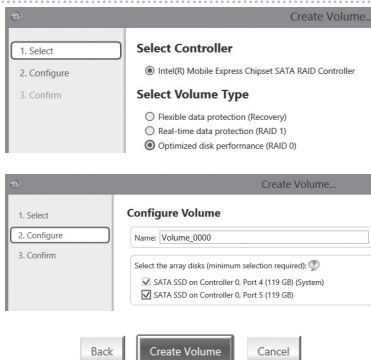 Create Volume...
1. Select
2. Configure
3. Confirm
Select Controller
Intel(R) Mobile Express Chipset SATA RAID Controller
Select Volume Type
Flexible data protection (Recovery)
Real-time data protection (RAID 1)
Optimized disk performance (RAID 0)
Create Volume...
1. Select
2. Configure
3. Confirm
Configure Volume
Name: Volume_0000
Select the array disks (minimum selection required):
SATA SSD on Controller 0, Port 4 (119 GB) (System)
SATA SSD on Controller 0, Port 5 (119 GB)
Back
Create Volume
Cancel